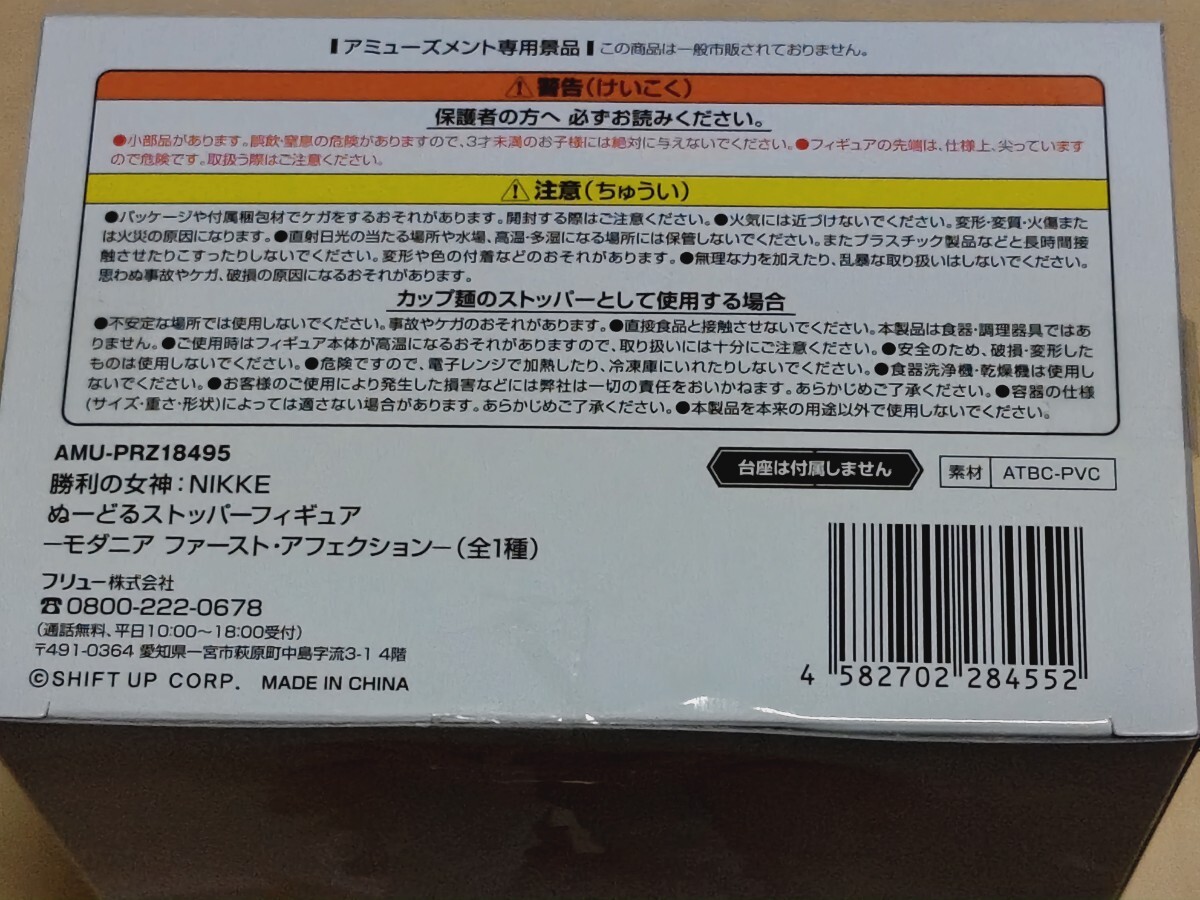 アミューズメント専用景品 この商品は一般市販されておりません。
⚠警告(けいこく)
保護者の方へ 必ずお読みください。
●小部品があります。誤飲・窒息の危険がありますので、3才未満のお子様には絶対に与えないでください。●フィギュアの先端は、仕様上、尖っています
ので危険です。取扱う際はご注意ください。
⚠注意(ちゅうい)
●パッケージや付属梱包材でケガをするおそれがあります。開封する際はご注意ください。●火気には近づけないでください。変形・変質・火傷また
は火災の原因になります。●直射日光の当たる場所や水場、高温・多湿になる場所には保管しないでください。またプラスチック製品などと長時間接
触させたりこすったりしないでください。変形や色の付着などのおそれがあります。●無理な力を加えたり、乱暴な取り扱いはしないでください。
思わぬ事故やケガ、破損の原因になるおそれがあります。
カップ麺のストッパーとして使用する場合
●不安定な場所では使用しないでください。事故やケガのおそれがあります。●直接食品と接触させないでください。本製品は食器・調理器具ではあ
りません。●ご使用時はフィギュア本体が高温になるおそれがありますので、取り扱いには十分にご注意ください。●安全のため、破損・変形した
ものは使用しないでください。●危険ですので、電子レンジで加熱したり、冷凍庫にいれたりしないでください。●食器洗浄機・乾燥機は使用し
ないでください。●お客様のご使用により発生した損害などには弊社は一切の責任をおいかねます。あらかじめご了承ください。●容器の仕様
(サイズ・重さ・形状)によっては適さない場合があります。あらかじめご了承ください。●本製品を本来の用途以外で使用しないでください。
AMU-PRZ18495
勝利の女神:NIKKE
ぬーどるストッパーフィギュア
−モダニア ファースト・アフェクション−(全1種)
台座は付属しません
素材 ATBC-PVC
フリュー株式会社
☎0800-222-0678
(通話無料、平日10:00〜18:00受付)
〒491-0364 愛知県一宮市萩原町中島字流3-1 4階
©SHIFT UP CORP. MADE IN CHINA
4 582702 284552